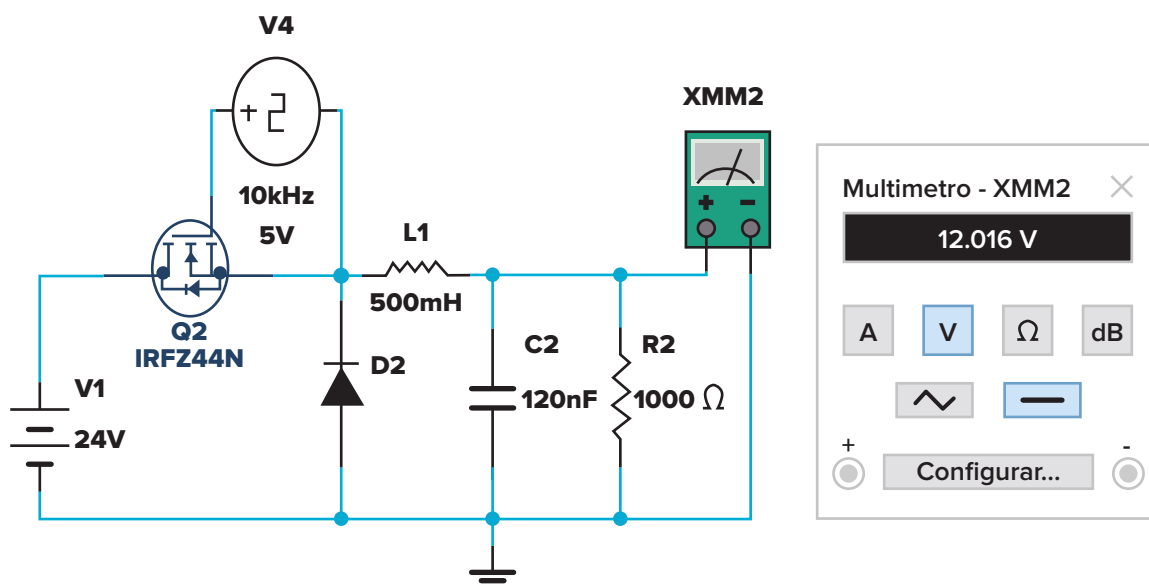 V4
+
10kHz
5V
XMM2
+ -
L1
500mH
Q2
IRFZ44N
D2
C2
120nF
R2
1000 Ω
V1
24V
Multimetro - XMM2
12.016 V
A V Ω dB
+ -
Configurar...